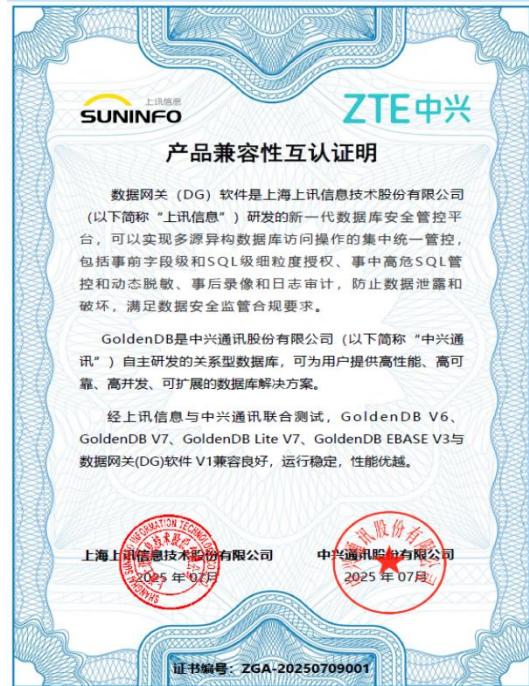 上讯信息
SUNINFO
ZTE中兴
产品兼容性互认证明
数据网关（DG）软件是上海上讯信息技术股份有限公司
（以下简称“上讯信息”）研发的新一代数据库安全管控平
台，可以实现多源异构数据库访问操作的集中统一管控，
包括事前字段级和SQL级细粒度授权、事中高危SQL管
控和动态脱敏、事后录像和日志审计，防止数据泄露和
破坏，满足数据安全监管合规要求。
GoldenDB是中兴通讯股份有限公司（以下简称“中兴通
讯”）自主研发的关系型数据库，可为用户提供高性能、高可
靠、高并发、可扩展的数据库解决方案。
经上讯信息与中兴通讯联合测试，GoldenDB V6、
GoldenDB V7、GoldenDB Lite V7、GoldenDB EBASE V3与
数据网关(DG)软件 V1兼容良好，运行稳定，性能优越。
上海上讯信息技术股份有限公司
2025 年 07月
中兴通讯股份有限公司
2025 年 07月
中兴通讯股份有限公司
证书编号：ZGA-20250709001